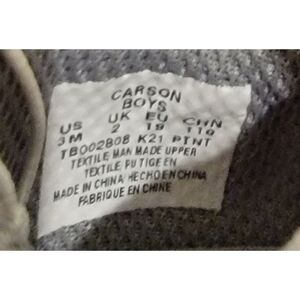 CARSON
BOYS
US UK EU CHN
3M 2 19 110
TB002808 K21 PTNT
TEXTILE/MAN MADE UPPER
TEXTILE/PU TIGE EN
MADE IN CHINA/HECHO EN CHINA/
FABRIQUE EN CHINE